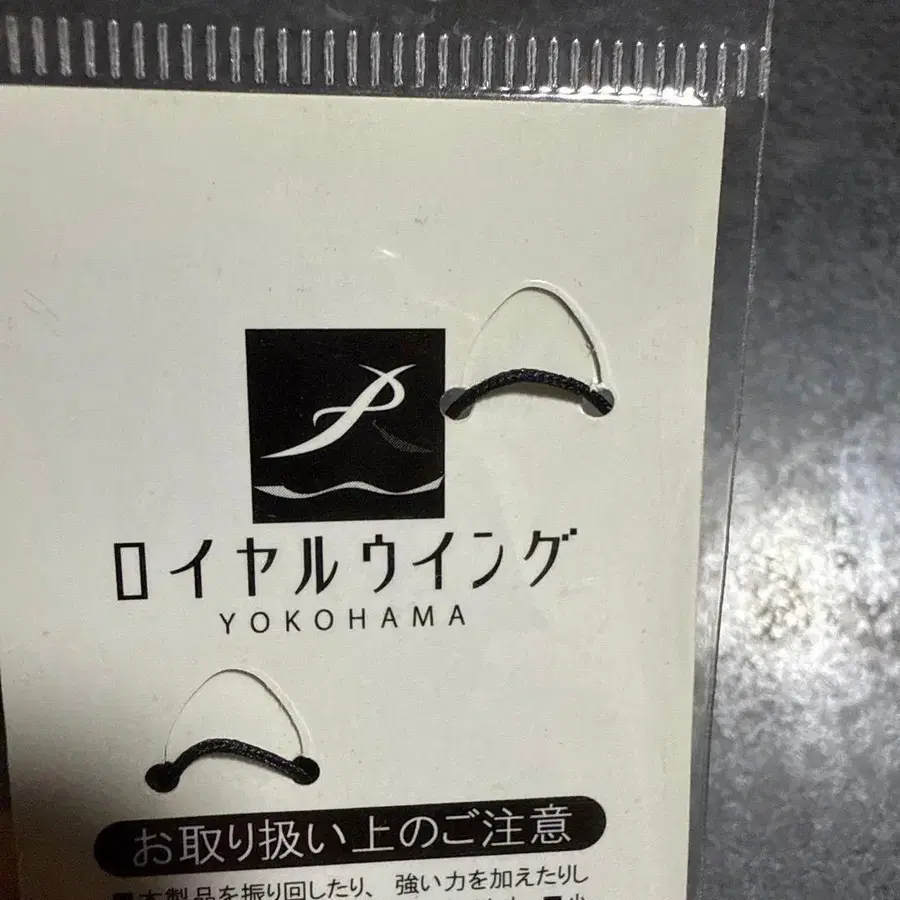 ロイヤルウイング
YOKOHAMA
お取り扱い上のご注意
■本製品を振り回したり、強い力を加えたりし